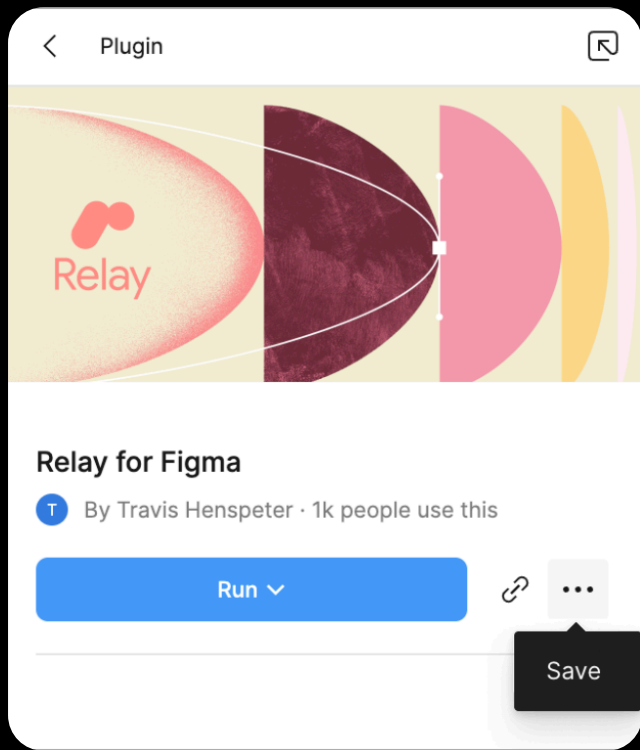 Plugin
Relay
Relay for Figma
T
By Travis Henspeter · 1k people use this
Run
Save